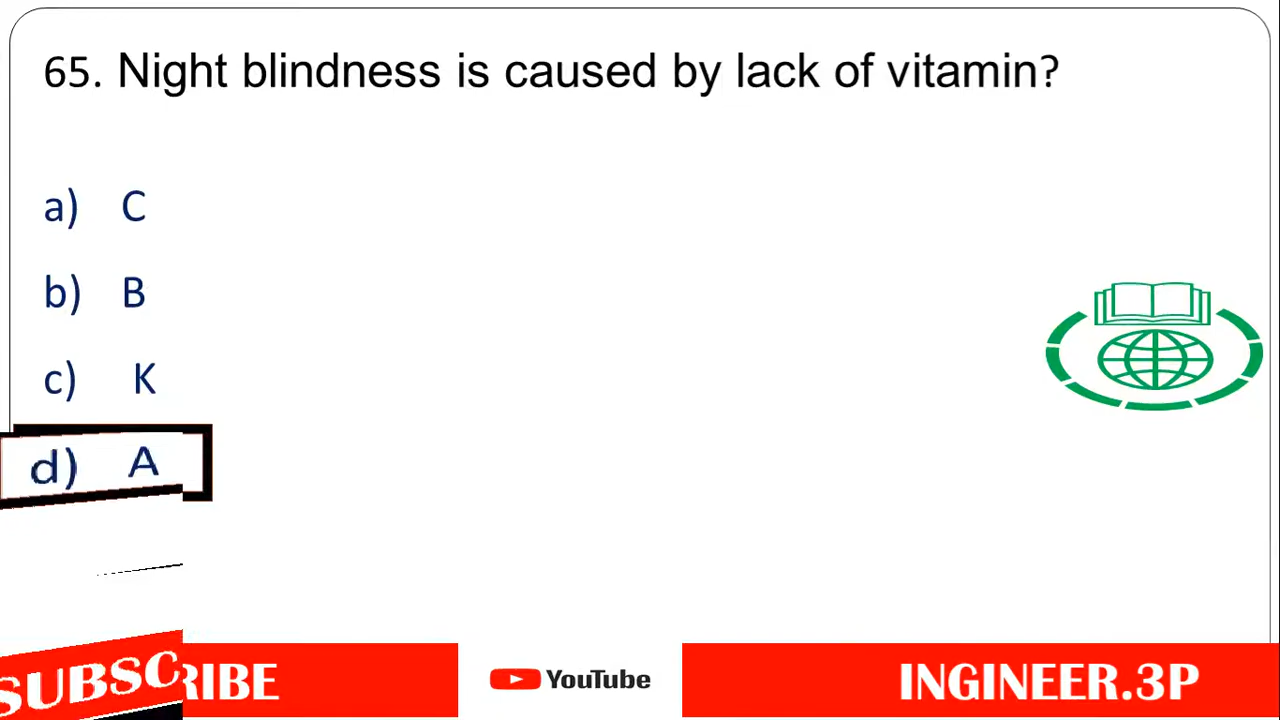 65. Night blindness is caused by lack of vitamin?
a) C
b) B
c) K
d) A
SUBSCRIBE
YouTube
INGINEER.3P